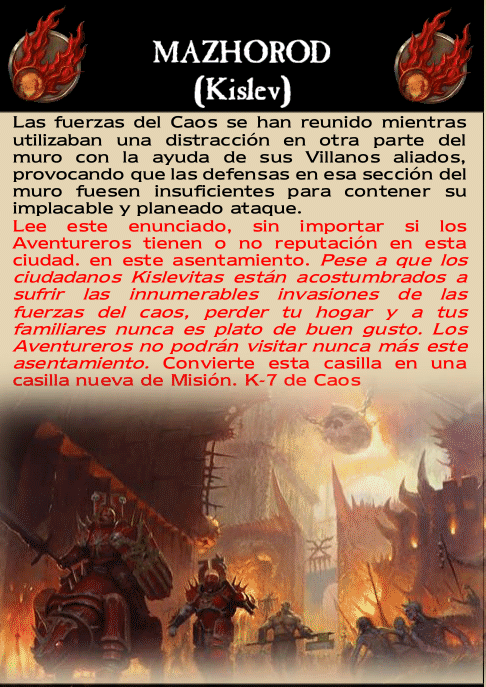 MAZHOROD
(Kislev)
Las fuerzas del Caos se han reunido mientras
utilizaban una distracción en otra parte del
muro con la ayuda de sus Villanos aliados,
provocando que las defensas en esa sección del
muro fuesen insuficientes para contener su
implacable y planeado ataque.
Lee este enunciado, sin importar si los
Aventureros tienen o no reputación en esta
ciudad. en este asentamiento. Pese a que los
ciudadanos Kislevitas están acostumbrados a
sufrir las innumerables invasiones de las
fuerzas del caos, perder tu hogar y a tus
familiares nunca es plato de buen gusto. Los
Aventureros no podrán visitar nunca más este
asentamiento. Convierte esta casilla en una
casilla nueva de Misión. K-7 de Caos